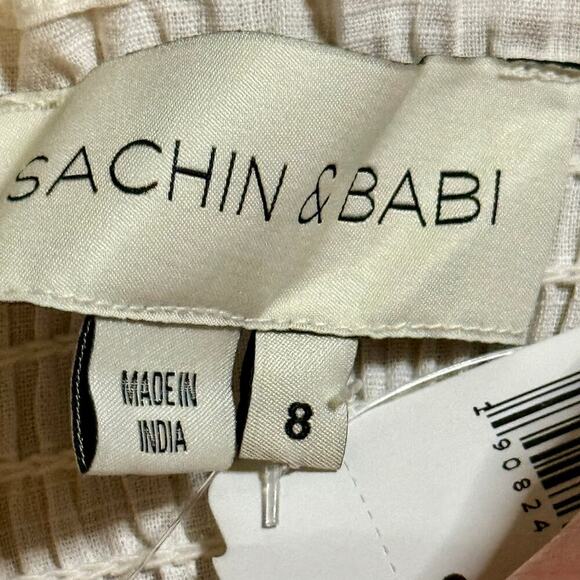 SACHIN & BABI
MADE IN
INDIA
8
190824